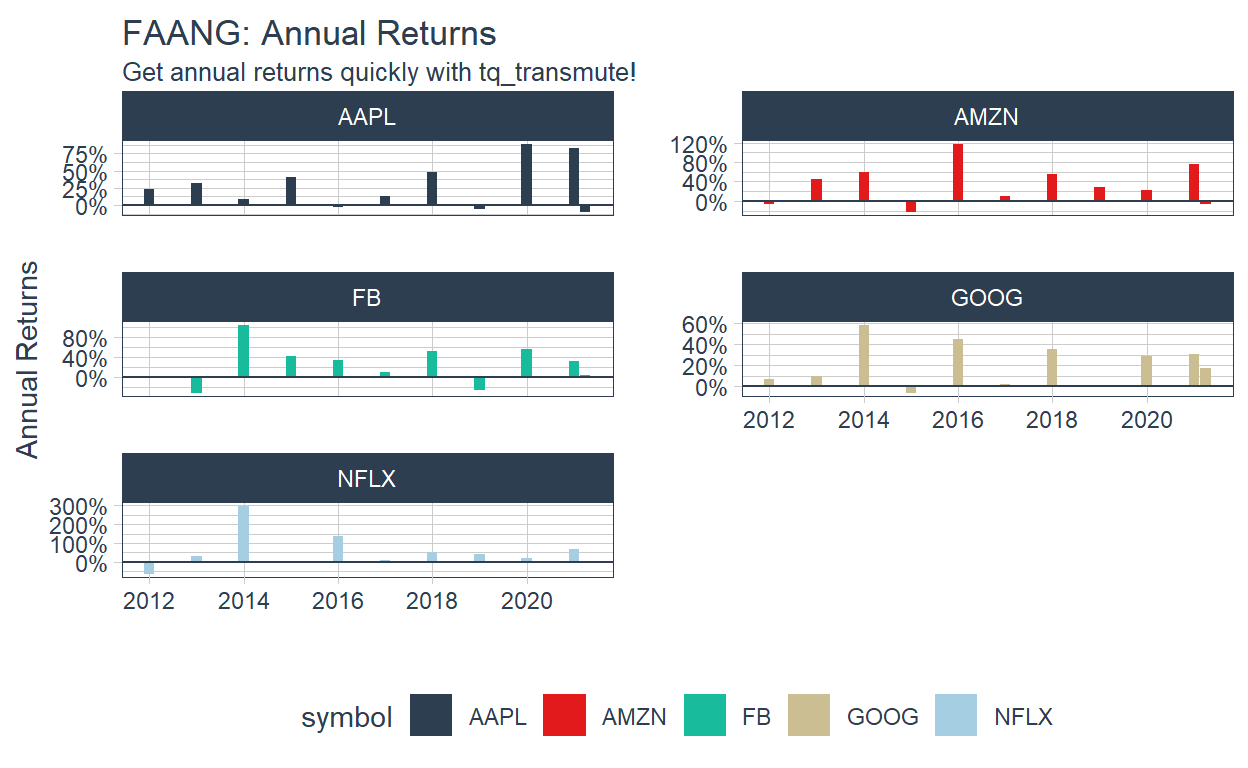 FAANG: Annual Returns
Get annual returns quickly with tq_transmute!
AAPL
75%
50%
25%
0%
AMZN
120%
80%
40%
0%
Annual Returns
FB
80%
40%
0%
GOOG
60%
40%
20%
0%
2012 2014 2016 2018 2020
NFLX
300%
200%
100%
0%
2012 2014 2016 2018 2020
symbol AAPL AMZN FB GOOG NFLX